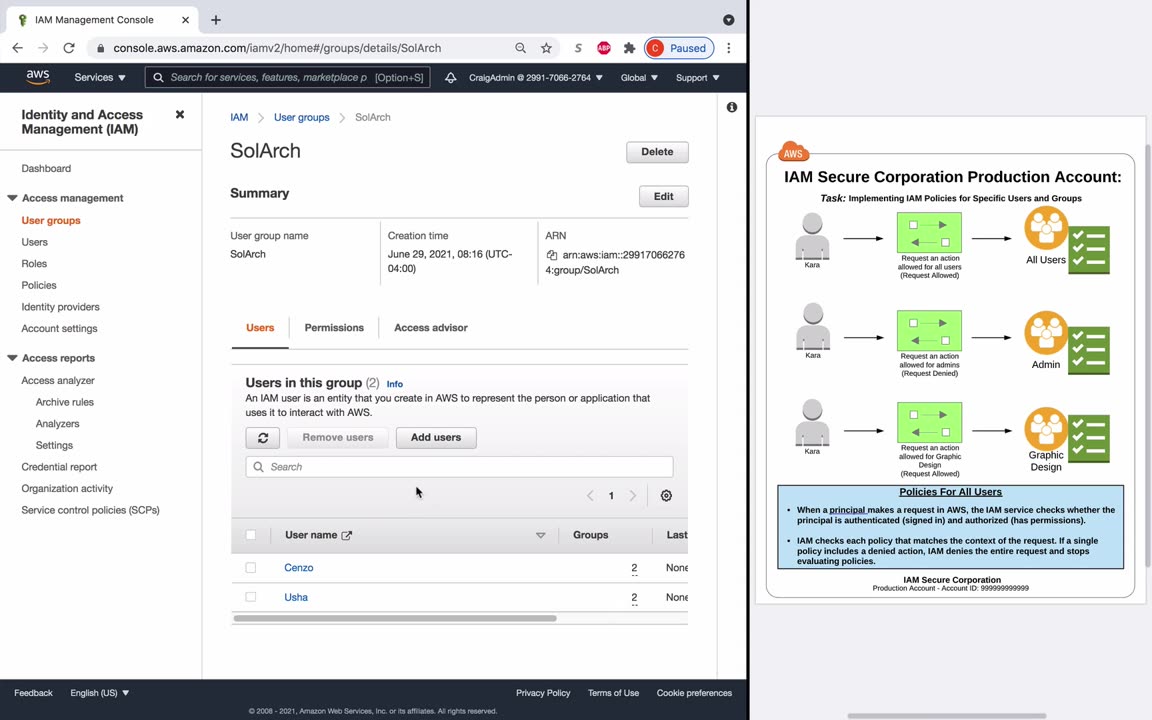 IAM Management Console
console.aws.amazon.com/iamv2/home#/groups/details/SolArch
S
ABP
C Paused
aws
Services
Search for services, features, marketplace p [Option+S]
CraigAdmin @ 2991-7066-2764
Global
Support
Identity and Access
Management (IAM)
Dashboard
Access management
User groups
Users
Roles
Policies
Identity providers
Account settings
Access reports
Access analyzer
Archive rules
Analyzers
Settings
Credential report
Organization activity
Service control policies (SCPs)
IAM > User groups > SolArch
SolArch
Delete
Summary
Edit
User group name
SolArch
Creation time
June 29, 2021, 08:16 (UTC-
04:00)
ARN
arn:aws:iam::29917066276
4:group/SolArch
Users
Permissions
Access advisor
Users in this group (2) Info
An IAM user is an entity that you create in AWS to represent the person or application that
uses it to interact with AWS.
Remove users
Add users
Search
1
User name
Groups
Last
Cenzo
2
None
Usha
2
None
Feedback
English (US)
Privacy Policy
Terms of Use
Cookie preferences
© 2008 - 2021, Amazon Web Services, Inc. or its affiliates. All rights reserved.
AWS
IAM Secure Corporation Production Account:
Task: Implementing IAM Policies for Specific Users and Groups
Kara
Request an action
allowed for all users
(Request Allowed)
All Users
Kara
Request an action
allowed for admins
(Request Denied)
Admin
Kara
Request an action
allowed for Graphic
Design
(Request Allowed)
Graphic
Design
Policies For All Users
• When a principal makes a request in AWS, the IAM service checks whether the
principal is authenticated (signed in) and authorized (has permissions).
• IAM checks each policy that matches the context of the request. If a single
policy includes a denied action, IAM denies the entire request and stops
evaluating policies.
IAM Secure Corporation
Production Account - Account ID: 999999999999